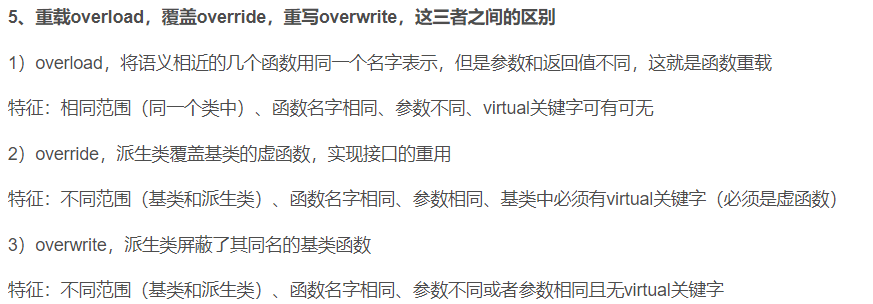 5、重载overload，覆盖override，重写overwrite，这三者之间的区别
1）overload，将语义相近的几个函数用同一个名字表示，但是参数和返回值不同，这就是函数重载
特征：相同范围（同一个类中）、函数名字相同、参数不同、virtual关键字可有可无
2）override，派生类覆盖基类的虚函数，实现接口的重用
特征：不同范围（基类和派生类）、函数名字相同、参数相同、基类中必须有virtual关键字（必须是虚函数）
3）overwrite，派生类屏蔽了其同名的基类函数
特征：不同范围（基类和派生类）、函数名字相同、参数不同或者参数相同且无virtual关键字